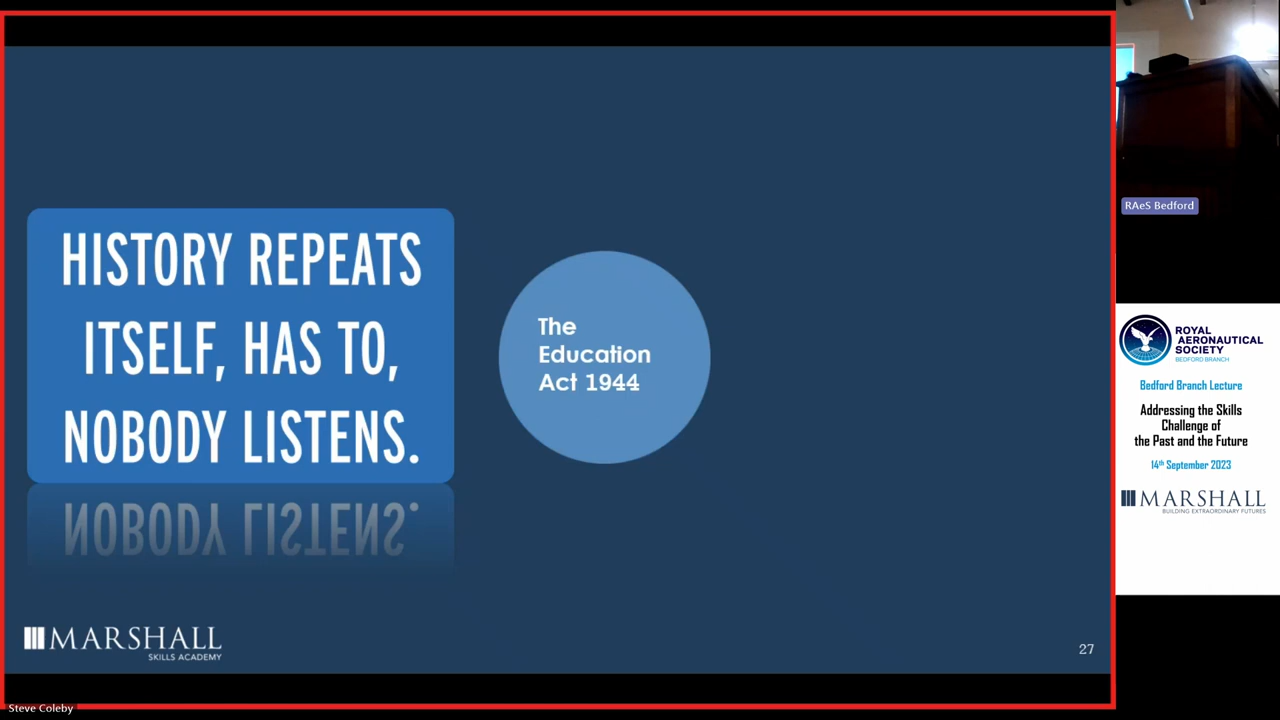 HISTORY REPEATS
ITSELF, HAS TO,
NOBODY LISTENS.
NOBODY LISTENS.
The
Education
Act 1944
MARSHALL
SKILLS ACADEMY
27
Steve Coleby
RAeS Bedford
ROYAL
AERONAUTICAL
SOCIETY
BEDFORD BRANCH
Bedford Branch Lecture
Addressing the Skills
Challenge of
the Past and the Future
14th September 2023
MARSHALL
BUILDING EXTRAORDINARY FUTURES